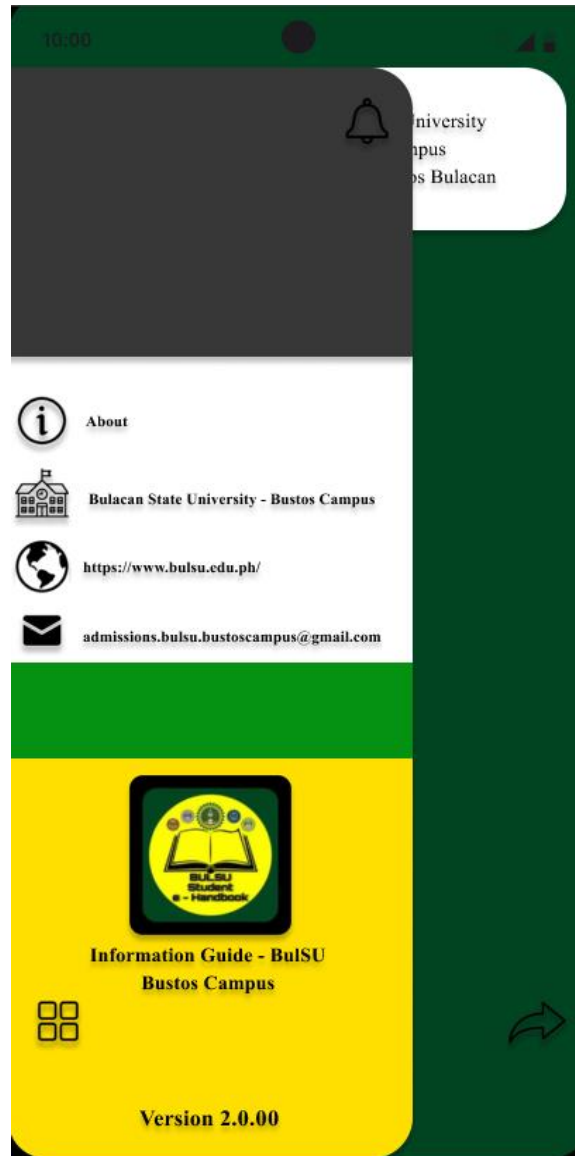 10:00
niversity
npus
os Bulacan
About
Bulacan State University - Bustos Campus
https://www.bulsu.edu.ph/
admissions.bulsu.bustoscampus@gmail.com
BULSU
Student
e - Handbook
Information Guide - BulSU
Bustos Campus
Version 2.0.00